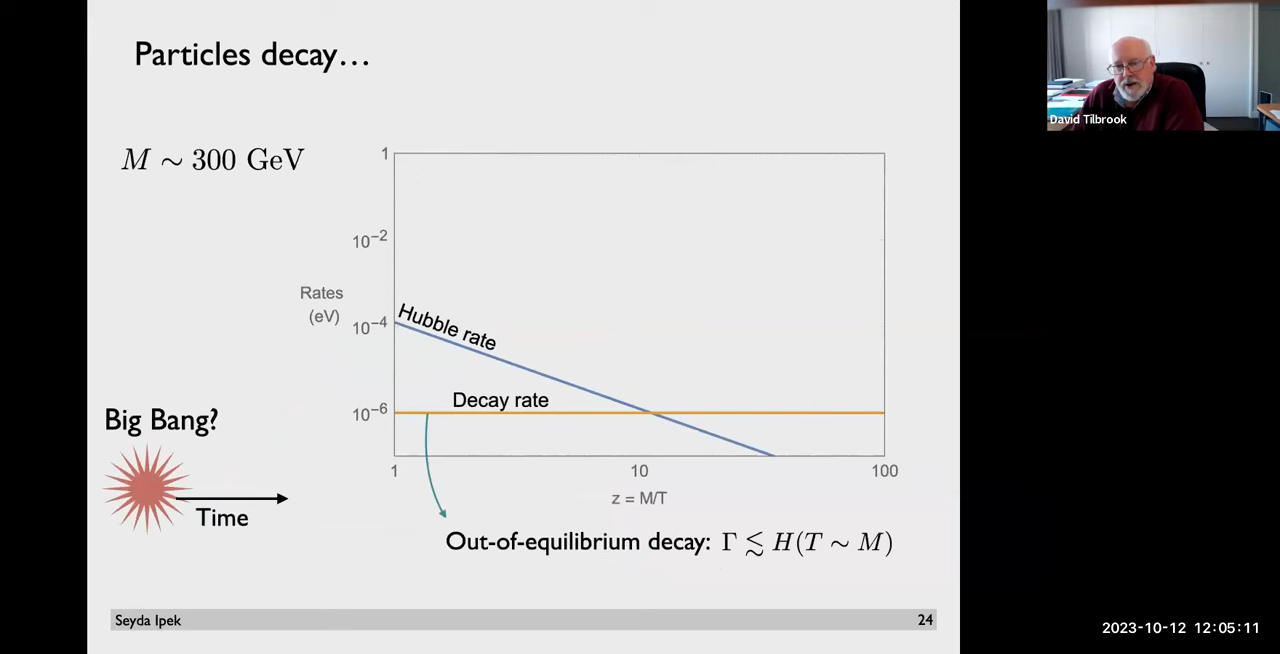 Particles decay…
David Tilbrook
M ∼ 300 GeV
1
10⁻²
Rates
(eV)
10⁻⁴
10⁻⁶
Hubble rate
Decay rate
1
10
100
z = M/T
Big Bang?
Time
Out-of-equilibrium decay: Γ ≲ H(T ∼ M)
Seyda Ipek
24
2023-10-12 12:05:11